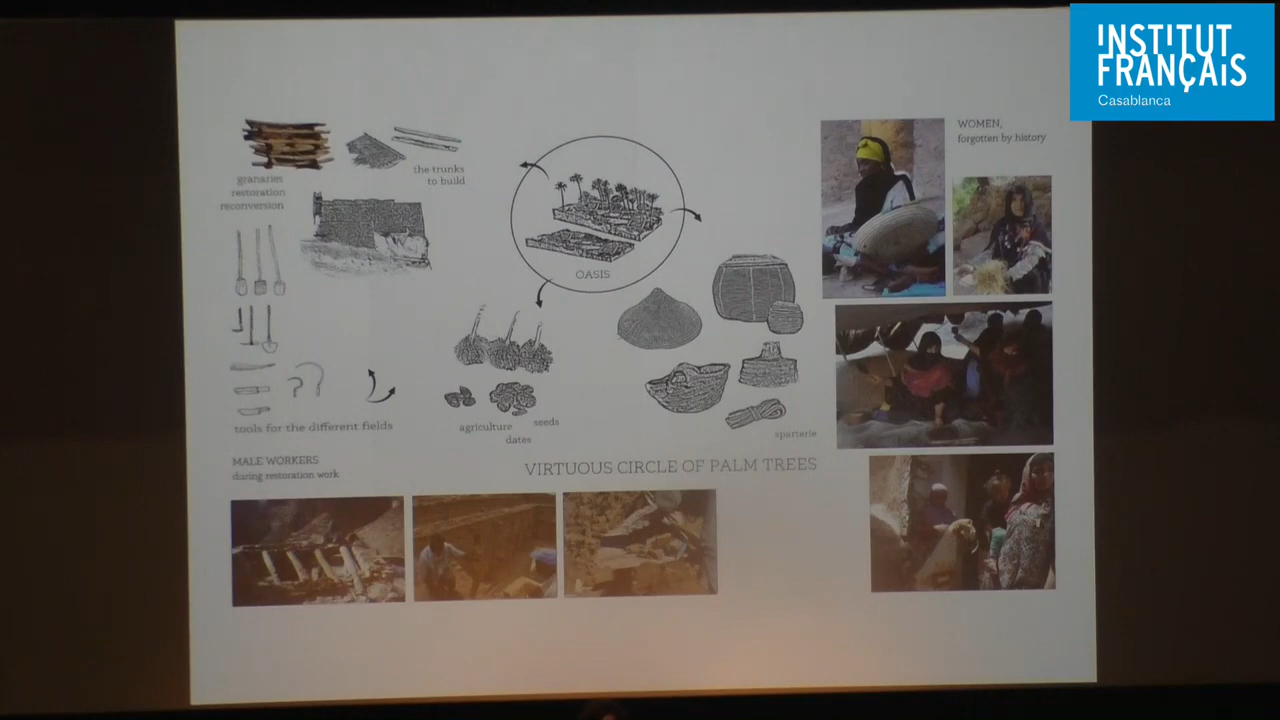 INSTITUT
FRANÇAIS
Casablanca
WOMEN,
forgotten by history
granaries
restoration
reconversion
the trunks
to build
OASIS
tools for the different fields
agriculture
seeds
dates
sparterie
MALE WORKERS
during restoration work
VIRTUOUS CIRCLE OF PALM TREES